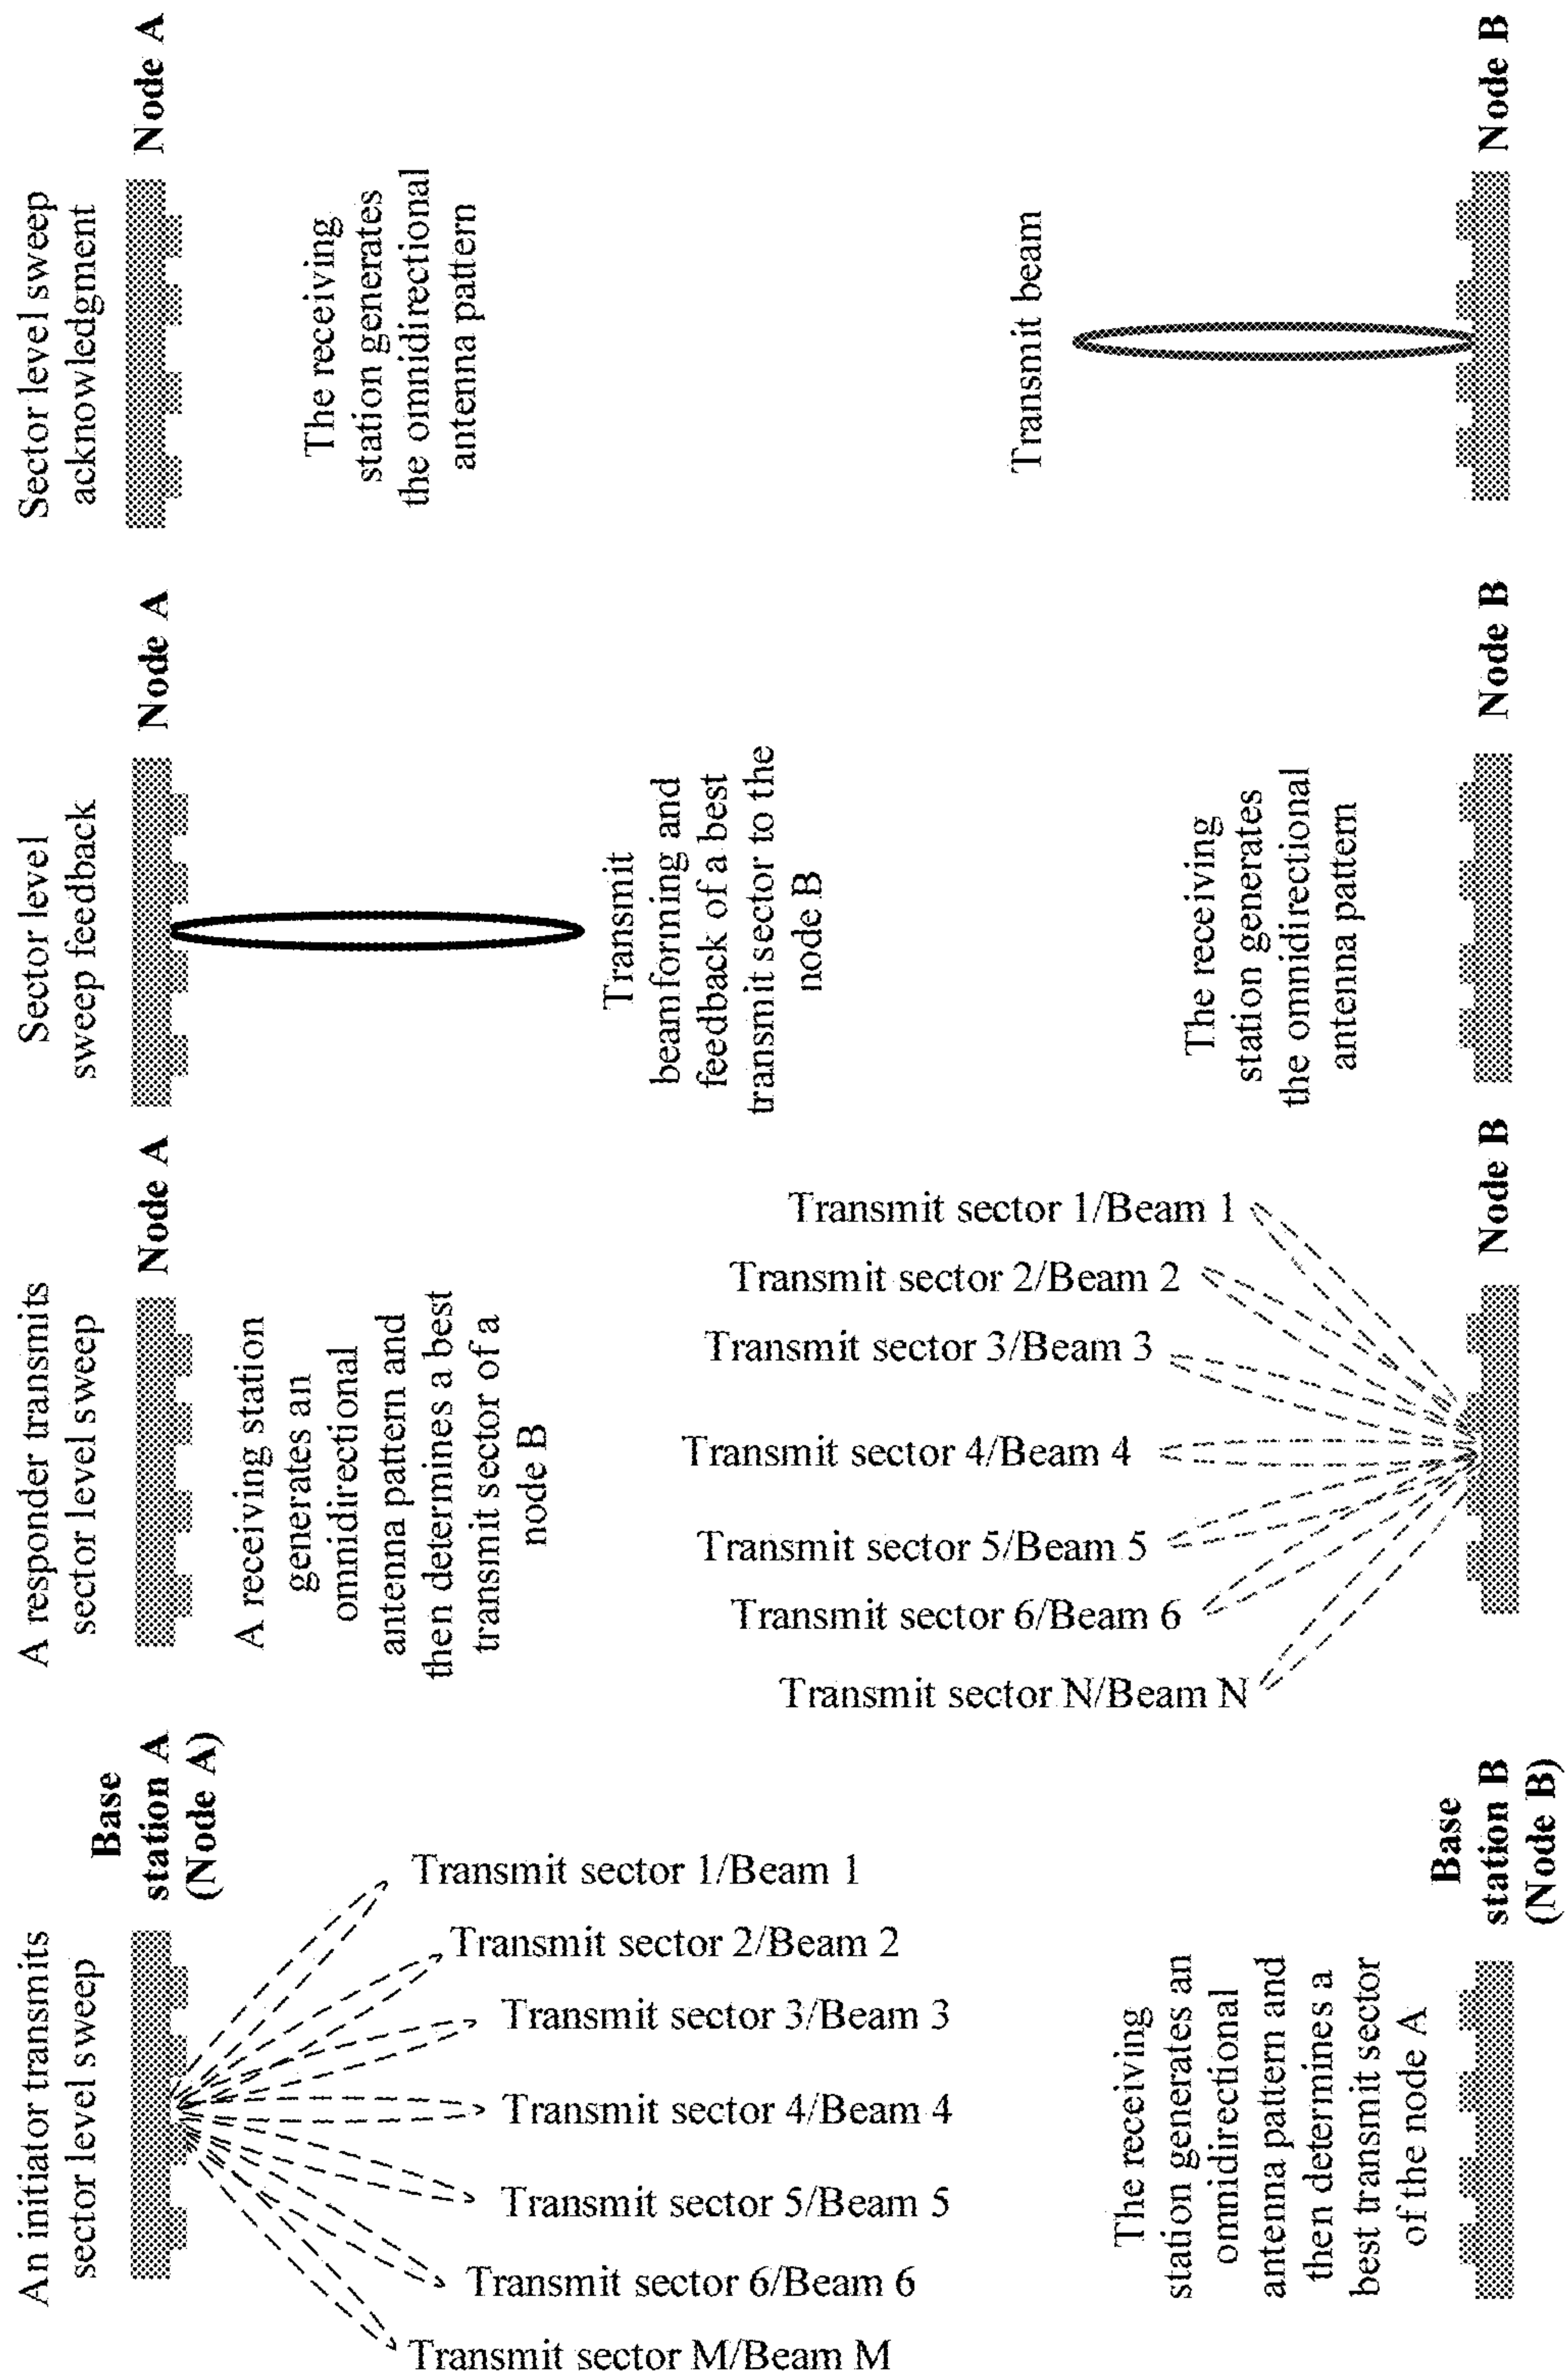 An initiator transmits
sector level sweep
Base
station A
(Node A)
Transmit sector 1/Beam 1
Transmit sector 2/Beam 2
Transmit sector 3/Beam 3
Transmit sector 4/Beam 4
Transmit sector 5/Beam 5
Transmit sector 6/Beam 6
Transmit sector M/Beam M
The receiving
station generates an
omnidirectional
antenna pattern and
then determines a
best transmit sector
of the node A
Base
station B
(Node B)
A responder transmits
sector level sweep
Node A
A receiving station
generates an
omnidirectional
antenna pattern and
then determines a best
transmit sector of a
node B
Transmit sector 1/Beam 1
Transmit sector 2/Beam 2
Transmit sector 3/Beam 3
Transmit sector 4/Beam 4
Transmit sector 5/Beam 5
Transmit sector 6/Beam 6
Transmit sector N/Beam N
Node B
Sector level
sweep feedback
Node A
Transmit
beamforming and
feedback of a best
transmit sector to the
node B
The receiving
station generates
the omnidirectional
antenna pattern
Node B
Sector level sweep
acknowledgment
Node A
The receiving
station generates
the omnidirectional
antenna pattern
Transmit beam
Node B